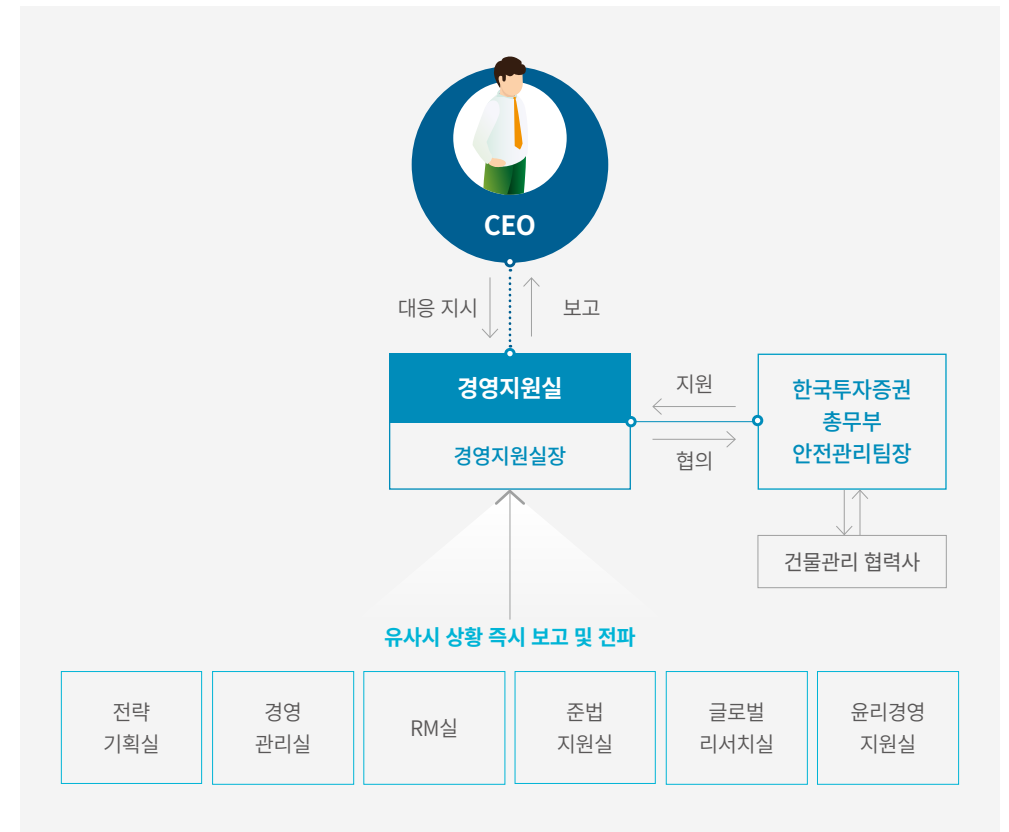 CEO
대응 지시
보고
경영지원실
경영지원실장
지원
협의
한국투자증권
총무부
안전관리팀장
건물관리 협력사
유사시 상황 즉시 보고 및 전파
전략
기획실
경영
관리실
RM실
준법
지원실
글로벌
리서치실
윤리경영
지원실